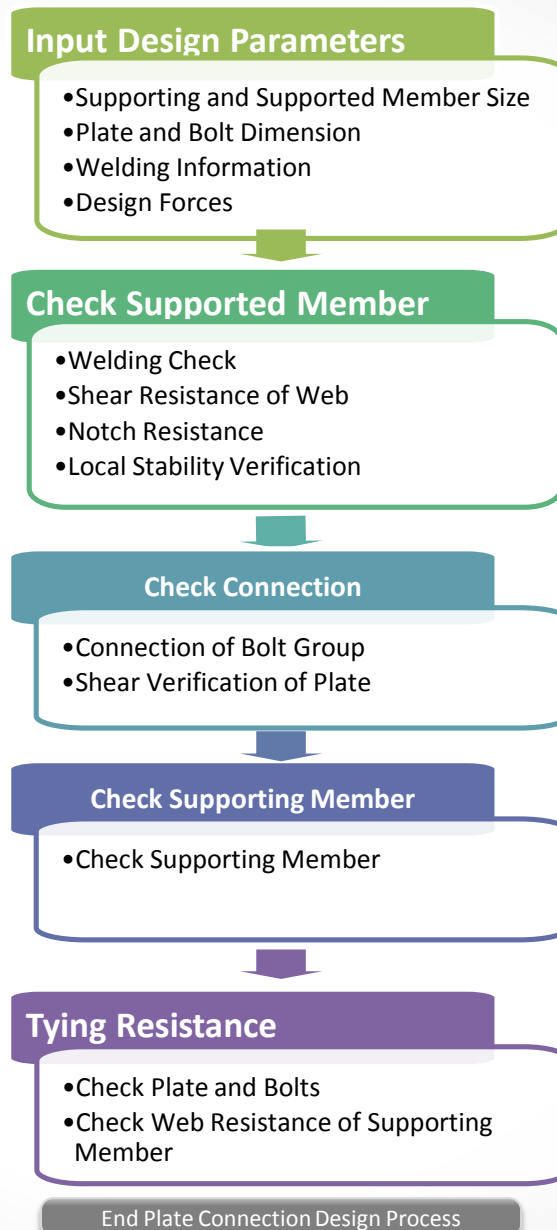 Input Design Parameters
•Supporting and Supported Member Size
•Plate and Bolt Dimension
•Welding Information
•Design Forces
Check Supported Member
•Welding Check
•Shear Resistance of Web
•Notch Resistance
•Local Stability Verification
Check Connection
•Connection of Bolt Group
•Shear Verification of Plate
Check Supporting Member
•Check Supporting Member
Tying Resistance
•Check Plate and Bolts
•Check Web Resistance of Supporting
Member
End Plate Connection Design Process